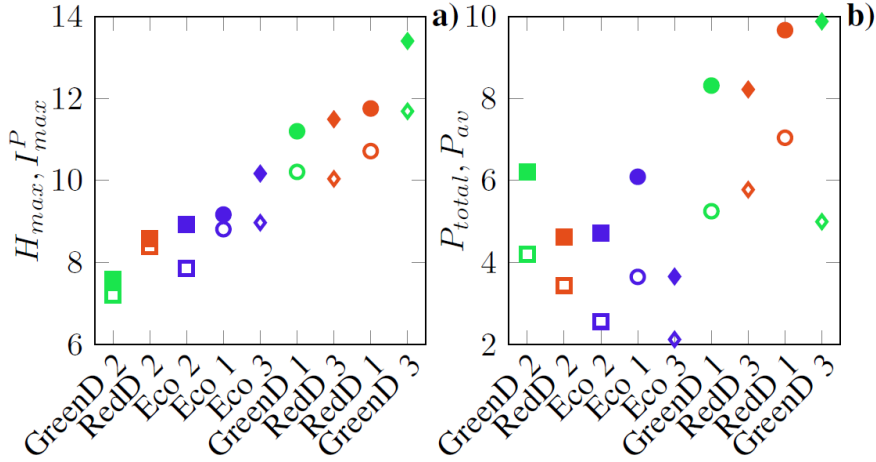 a)
14
12
10
8
6
H_max, I^P_max
GreenD 2
RedD 2
Eco 2
Eco 1
Eco 3
GreenD 1
RedD 3
RedD 1
GreenD 3
b)
10
8
6
4
2
P_total, P_av
GreenD 2
RedD 2
Eco 2
Eco 1
Eco 3
GreenD 1
RedD 3
RedD 1
GreenD 3